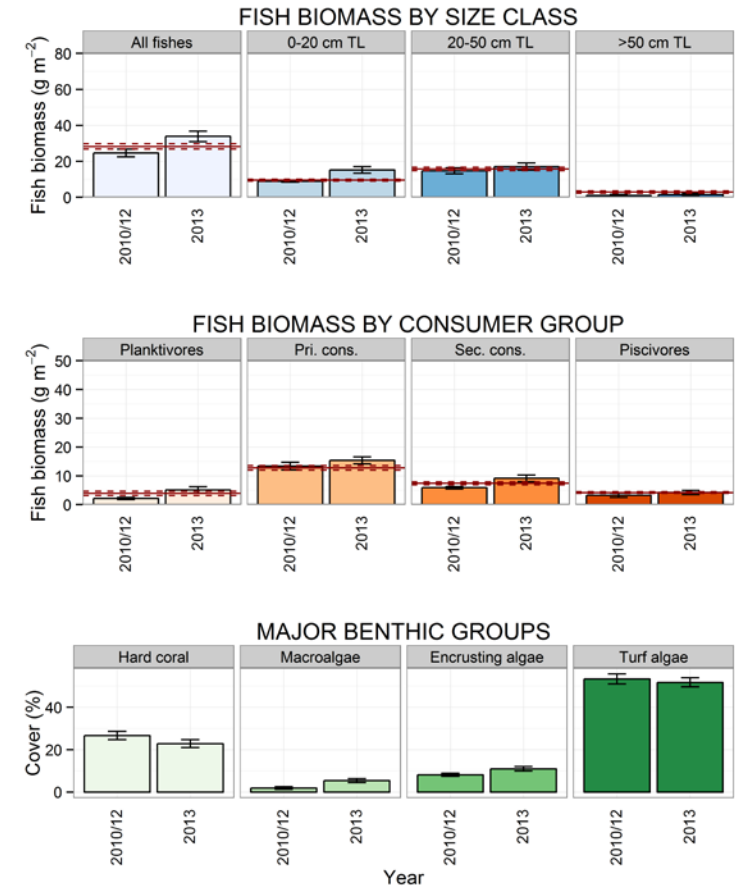 FISH BIOMASS BY SIZE CLASS
All fishes 0-20 cm TL 20-50 cm TL >50 cm TL
Fish biomass (g m⁻²)
80
60
40
20
0
2010/12 2013 2010/12 2013 2010/12 2013 2010/12 2013
FISH BIOMASS BY CONSUMER GROUP
Planktivores Pri. cons. Sec. cons. Piscivores
Fish biomass (g m⁻²)
50
40
30
20
10
0
2010/12 2013 2010/12 2013 2010/12 2013 2010/12 2013
MAJOR BENTHIC GROUPS
Hard coral Macroalgae Encrusting algae Turf algae
Cover (%)
40
20
0
2010/12 2013 2010/12 2013 2010/12 2013 2010/12 2013
Year